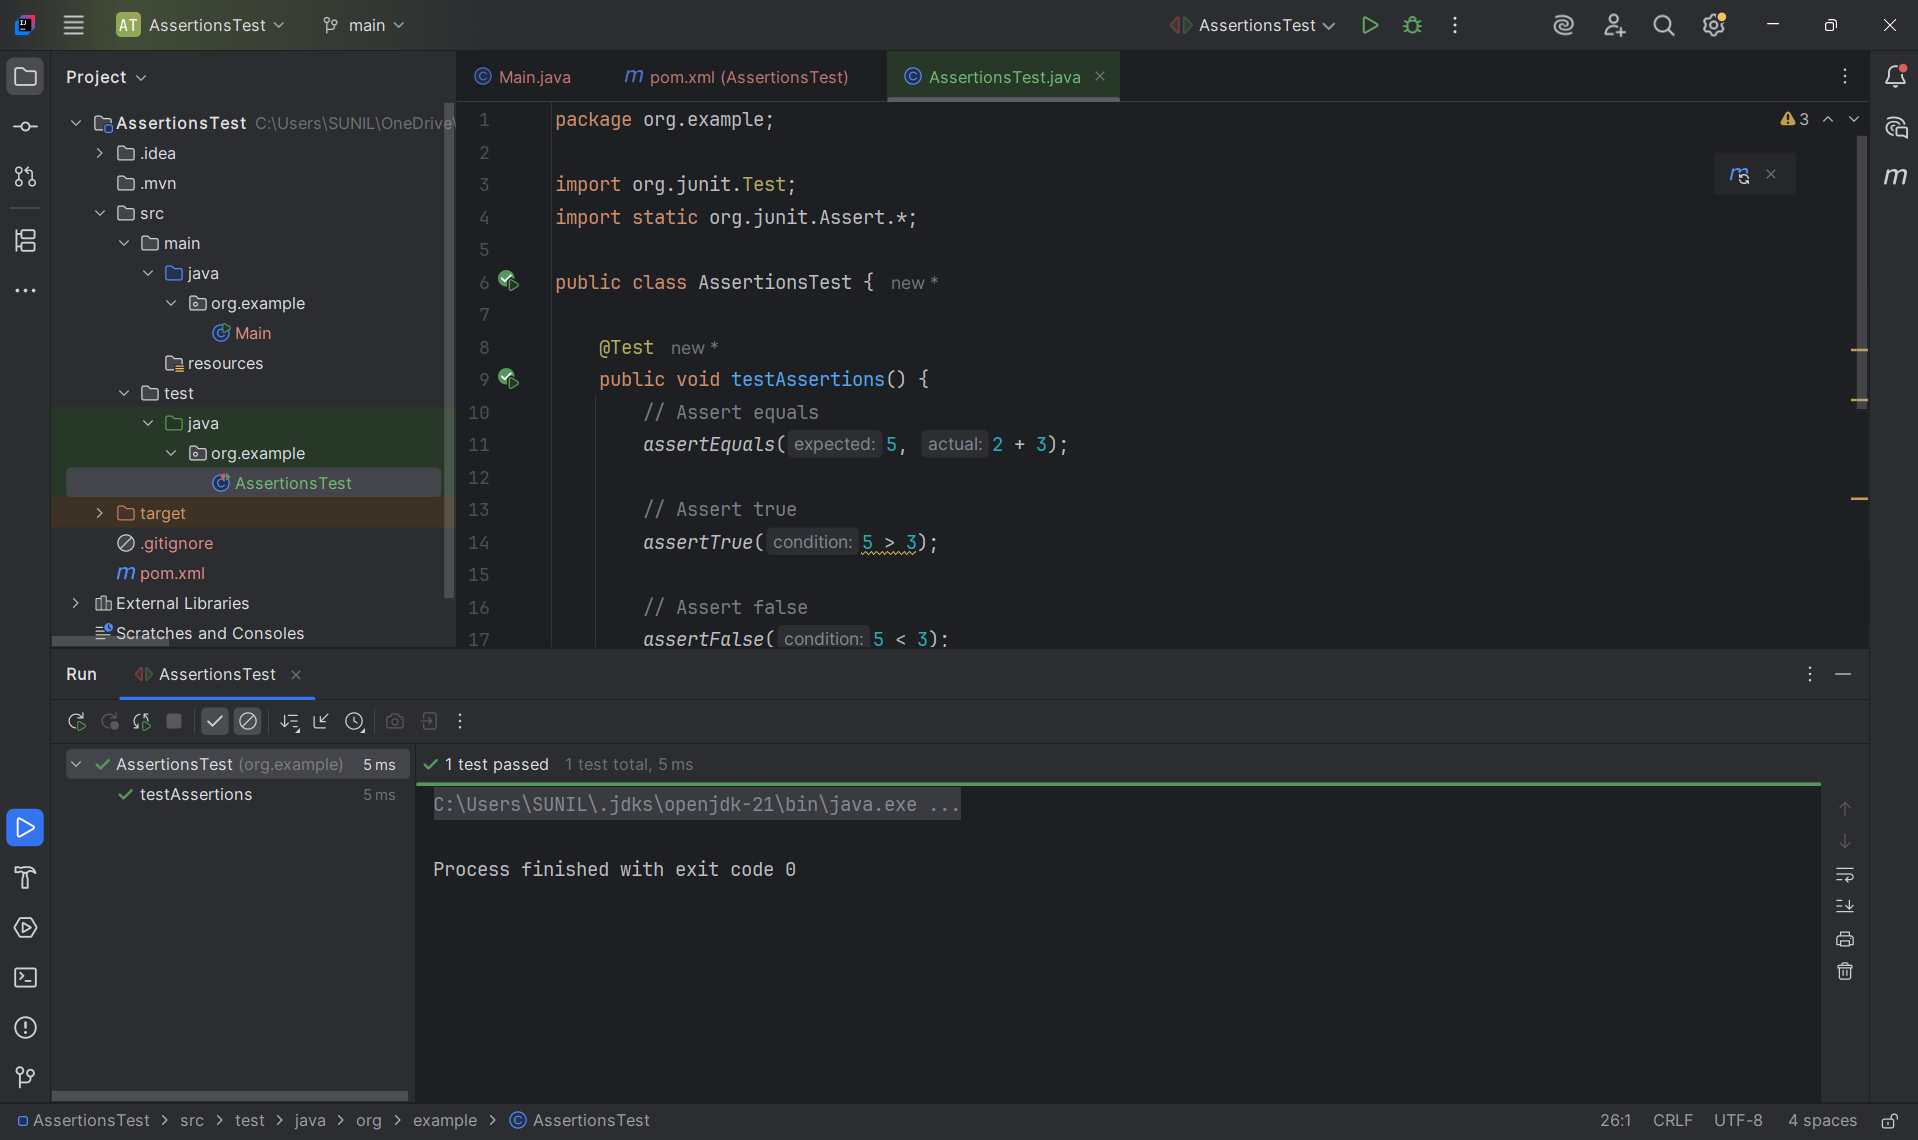 AT AssertionsTest main AssertionsTest
Project
Main.java pom.xml (AssertionsTest) AssertionsTest.java
AssertionsTest C:\Users\SUNIL\OneDrive\
.idea
.mvn
src
main
java
org.example
Main
resources
test
java
org.example
AssertionsTest
target
.gitignore
m pom.xml
External Libraries
Scratches and Consoles
3
1 package org.example;
2
3 import org.junit.Test;
4 import static org.junit.Assert.*;
5
6 public class AssertionsTest { new *
7
8 @Test new *
9 public void testAssertions() {
10 // Assert equals
11 assertEquals( expected: 5, actual: 2 + 3);
12
13 // Assert true
14 assertTrue( condition: 5 > 3);
15
16 // Assert false
17 assertFalse( condition: 5 < 3);
Run AssertionsTest
AssertionsTest (org.example) 5 ms
testAssertions 5 ms
1 test passed 1 test total, 5 ms
C:\Users\SUNIL\.jdks\openjdk-21\bin\java.exe ...
Process finished with exit code 0
AssertionsTest > src > test > java > org > example > AssertionsTest
26:1 CRLF UTF-8 4 spaces